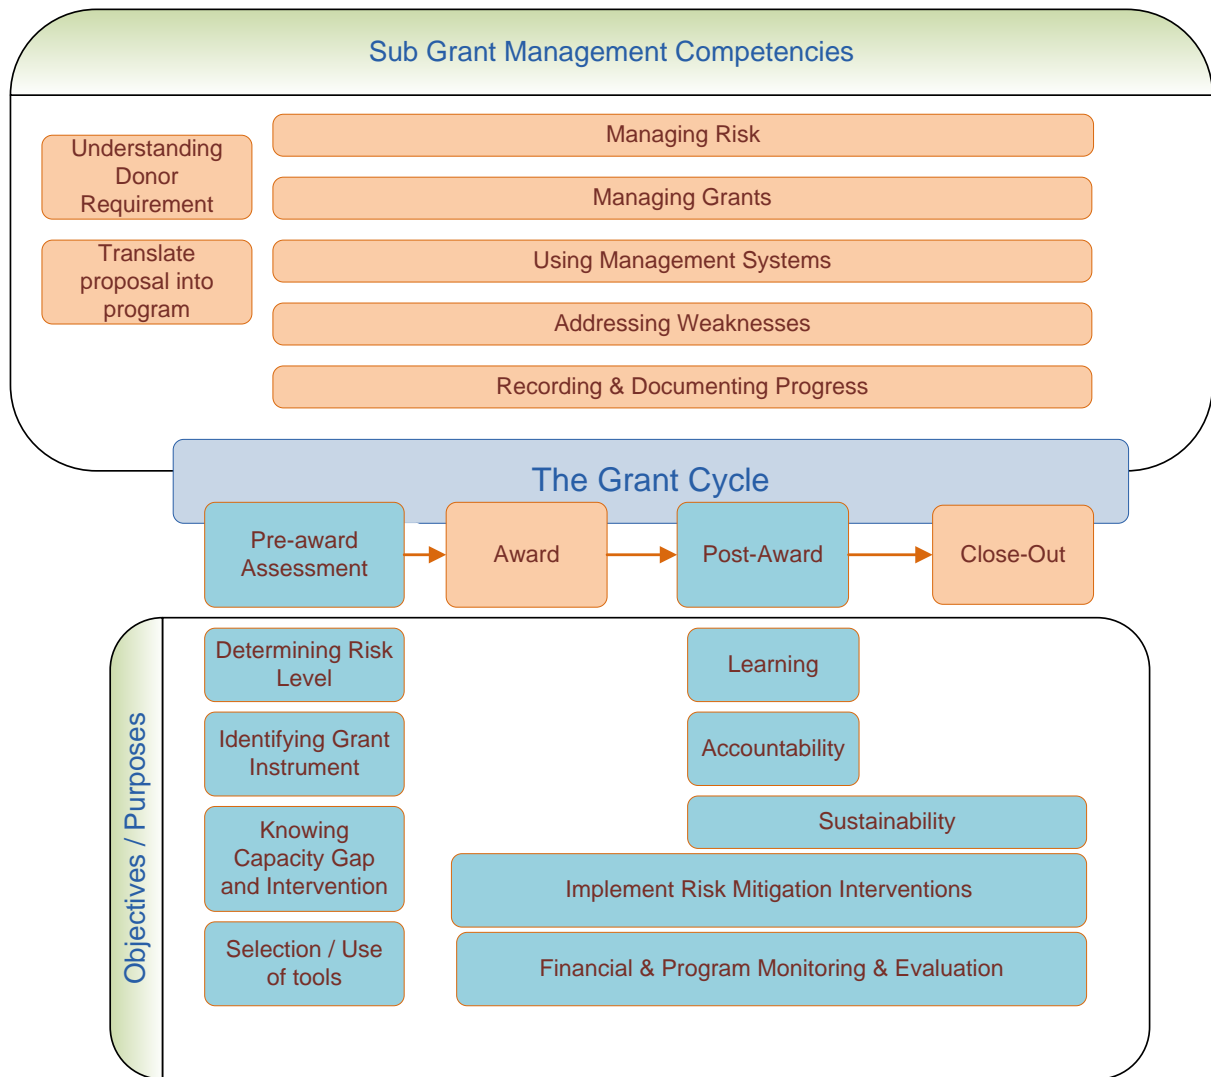 Sub Grant Management Competencies
Understanding
Donor
Requirement
Translate
proposal into
program
Managing Risk
Managing Grants
Using Management Systems
Addressing Weaknesses
Recording & Documenting Progress
The Grant Cycle
Pre-award
Assessment
Award
Post-Award
Close-Out
Objectives / Purposes
Determining Risk
Level
Identifying Grant
Instrument
Knowing
Capacity Gap
and Intervention
Selection / Use
of tools
Learning
Accountability
Sustainability
Implement Risk Mitigation Interventions
Financial & Program Monitoring & Evaluation